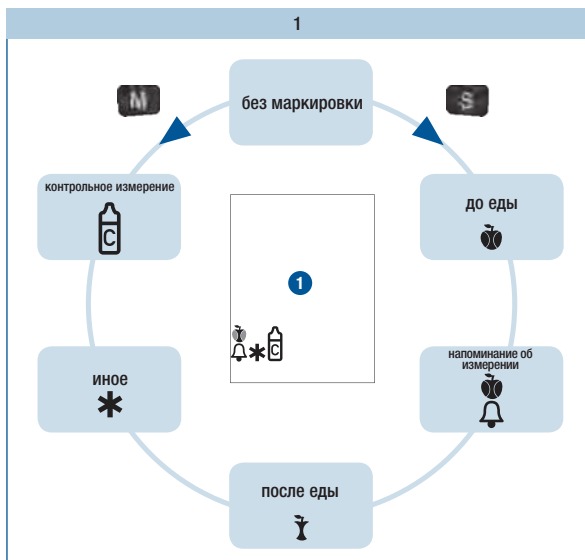 1
M
без маркировки
S
контрольное измерение
C
до еды
1
C
напоминание об
измерении
иное
после еды